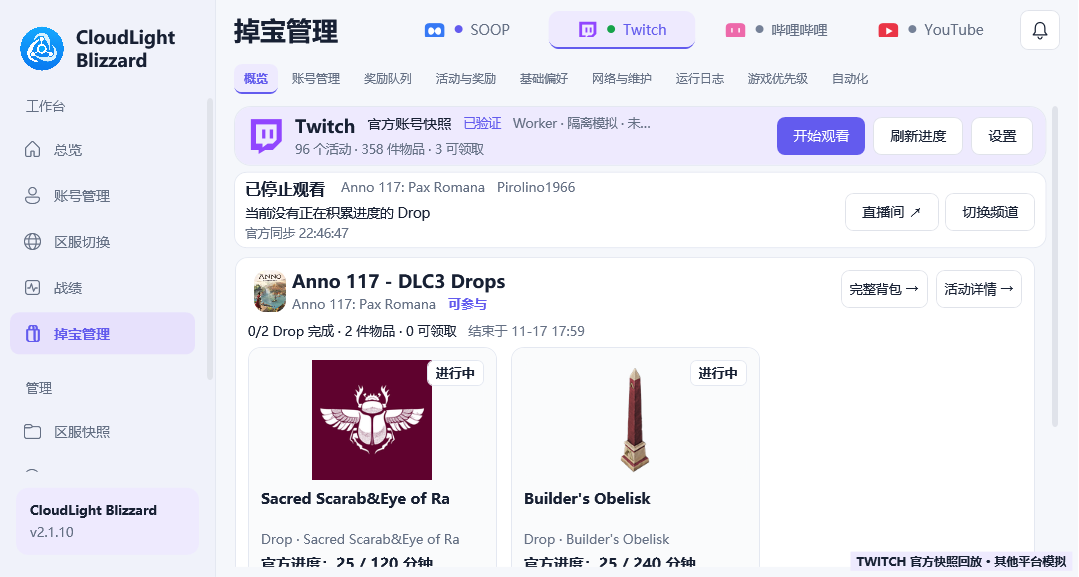 CloudLight
Blizzard
工作台
总览
账号管理
区服切换
战绩
掉宝管理
管理
区服快照
CloudLight Blizzard
v2.1.10
掉宝管理
SOOP
Twitch
哔哩哔哩
YouTube
概览 账号管理 奖励队列 活动与奖励 基础偏好 网络与维护 运行日志 游戏优先级 自动化
Twitch 官方账号快照 已验证 Worker · 隔离模拟 · 未...
96 个活动 · 358 件物品 · 3 可领取
开始观看 刷新进度 设置
已停止观看 Anno 117: Pax Romana Pirolino1966
当前没有正在积累进度的 Drop
官方同步 22:46:47
直播间 ↗ 切换频道
ANNO
Anno 117 - DLC3 Drops
Anno 117: Pax Romana 可参与
完整背包 → 活动详情 →
0/2 Drop 完成 · 2 件物品 · 0 可领取 结束于 11-17 17:59
进行中
Sacred Scarab&Eye of Ra
Drop · Sacred Scarab&Eye of Ra
官方进度：25 / 120 分钟
进行中
Builder's Obelisk
Drop · Builder's Obelisk
官方进度：25 / 240 分钟
TWITCH 官方快照回放 • 其他平台模拟